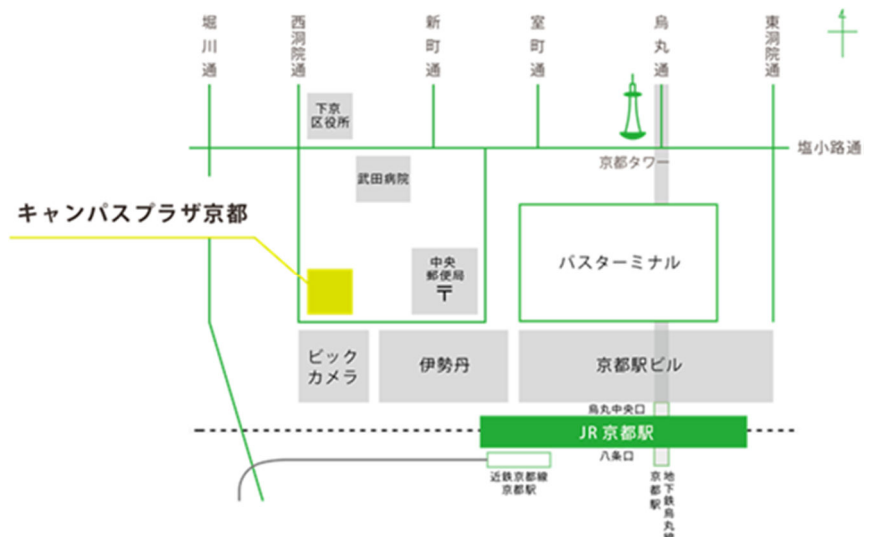 堀川通
西洞院通
新町通
室町通
烏丸通
東洞院通
下京
区役所
塩小路通
京都タワー
武田病院
キャンパスプラザ京都
中央
郵便局
〒
バスターミナル
ビック
カメラ
伊勢丹
京都駅ビル
烏丸中央口
JR 京都駅
八条口
近鉄京都線
京都駅
地下鉄烏丸線
京都駅